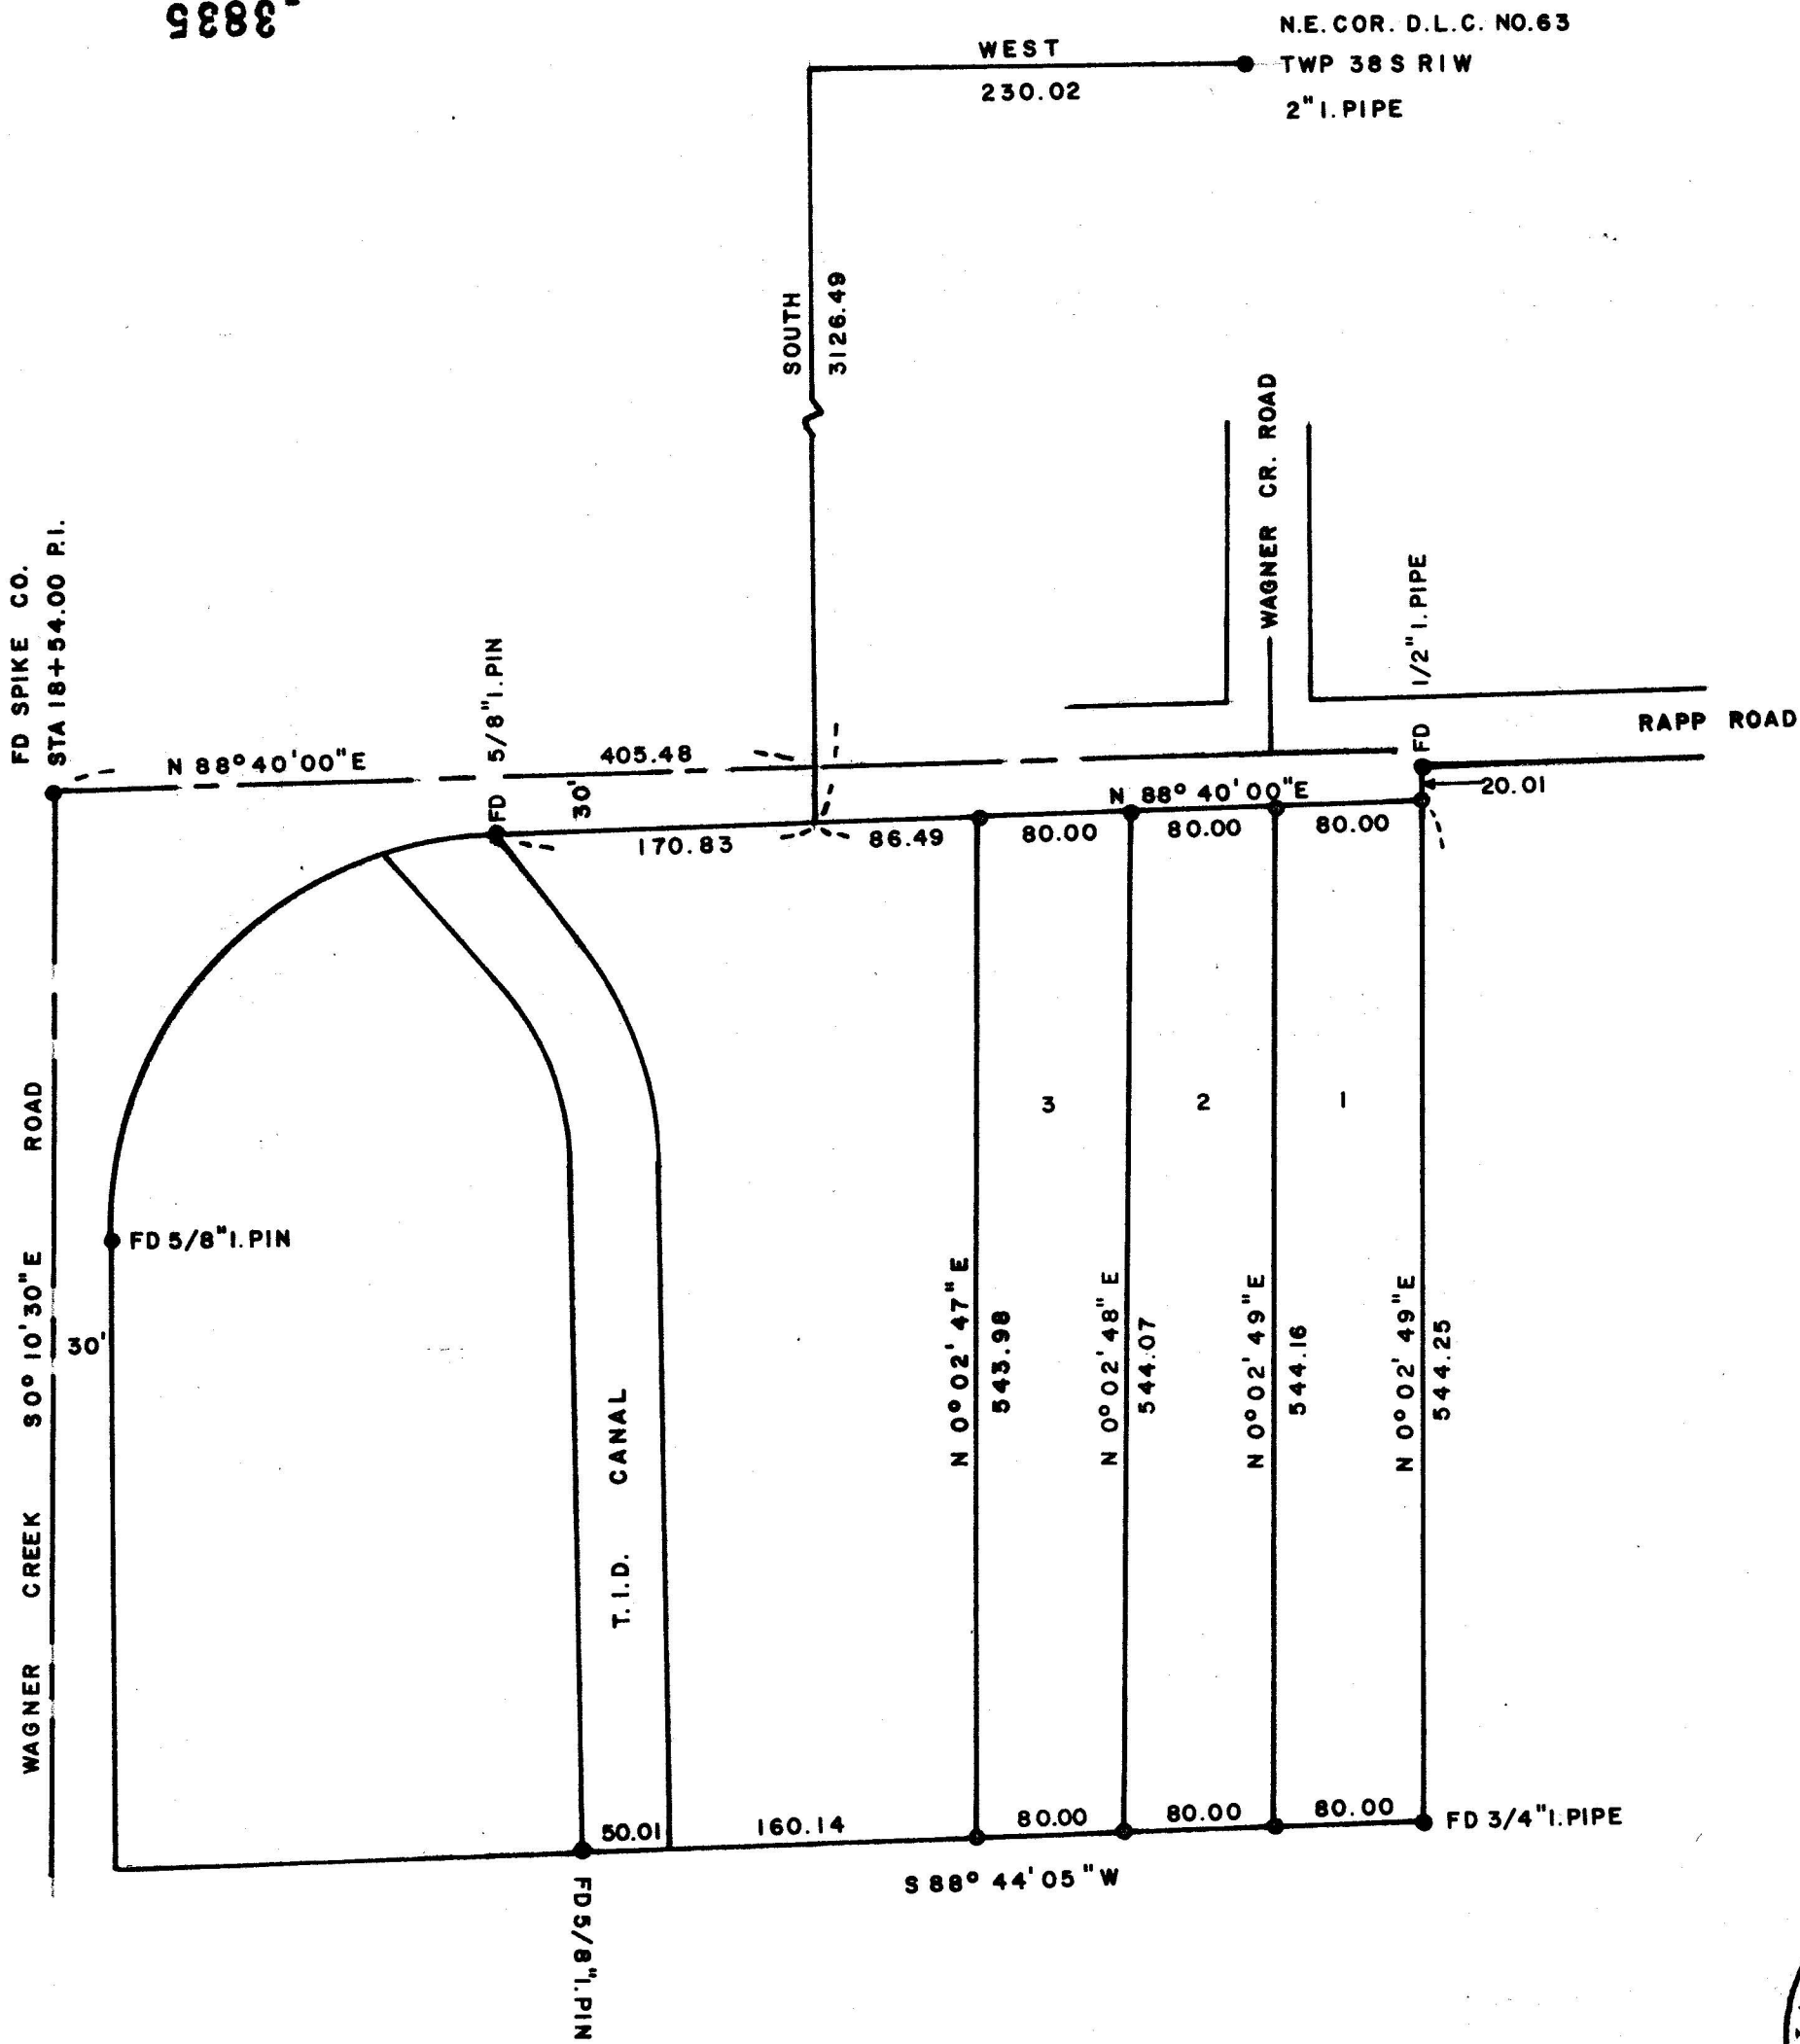 -3835
N.E. COR. D.L.C. NO.63
TWP 38 S R1W
2" I. PIPE
WEST
230.02
SOUTH
3126.49
WAGNER CR. ROAD
FD 1/2" I. PIPE
RAPP ROAD
FD SPIKE CO.
STA 18+54.00 P.I.
FD 5/8" I. PIN
N 88° 40' 00" E
405.48
30'
N 88° 40' 00" E
20.01
170.83
86.49
80.00
80.00
80.00
3
2
1
WAGNER CREEK ROAD
S 0° 10' 30" E
FD 5/8" I. PIN
30'
T.I.D. CANAL
N 0° 02' 47" E
543.98
N 0° 02' 48" E
544.07
N 0° 02' 49" E
544.16
N 0° 02' 49" E
544.25
50.01
160.14
80.00
80.00
80.00
FD 3/4" I. PIPE
S 88° 44' 05" W
FD 5/8" I. PIN